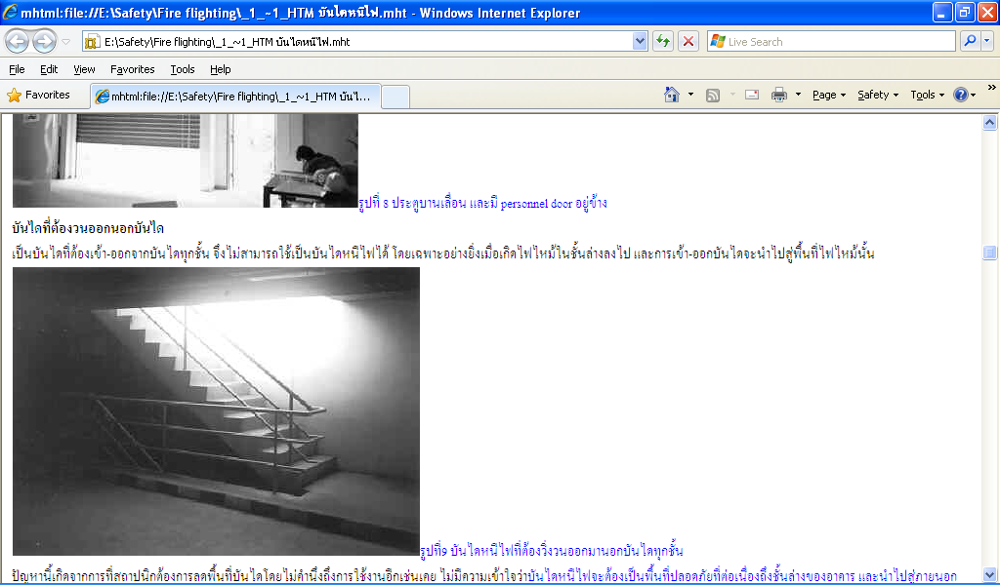 mhtml:file://E:\Safety\Fire flighting\_1_~1_HTM บันไดหนีไฟ.mht - Windows Internet Explorer
E:\Safety\Fire flighting\_1_~1_HTM บันไดหนีไฟ.mht
Live Search
File Edit View Favorites Tools Help
Favorites
mhtml:file://E:\Safety\Fire flighting\_1_~1_HTM บันไ...
Page Safety Tools
รูปที่ 8 ประตูบานเลื่อน และมี personnel door อยู่ข้าง
บันไดที่ต้องวนออกนอกบันได
เป็นบันไดที่ต้องเข้า-ออกจากบันไดทุกชั้น จึงไม่สามารถใช้เป็นบันไดหนีไฟได้ โดยเฉพาะอย่างยิ่งเมื่อเกิดไฟไหม้ในชั้นล่างลงไป และการเข้า-ออกบันไดจะนำไปสู่พื้นที่ไฟไหม้นั้น
รูปที่9 บันไดหนีไฟที่ต้องวิ่งวนออกมานอกบันไดทุกชั้น
ปัญหานี้เกิดจากการที่สถาปนิกต้องการลดพื้นที่บันไดโดยไม่คำนึงถึงการใช้งานอีกเช่นเคย ไม่มีความเข้าใจว่าบันไดหนีไฟจะต้องเป็นพื้นที่ปลอดภัยที่ต่อเนื่องถึงชั้นล่างของอาคาร และนำไปสู่ภายนอก